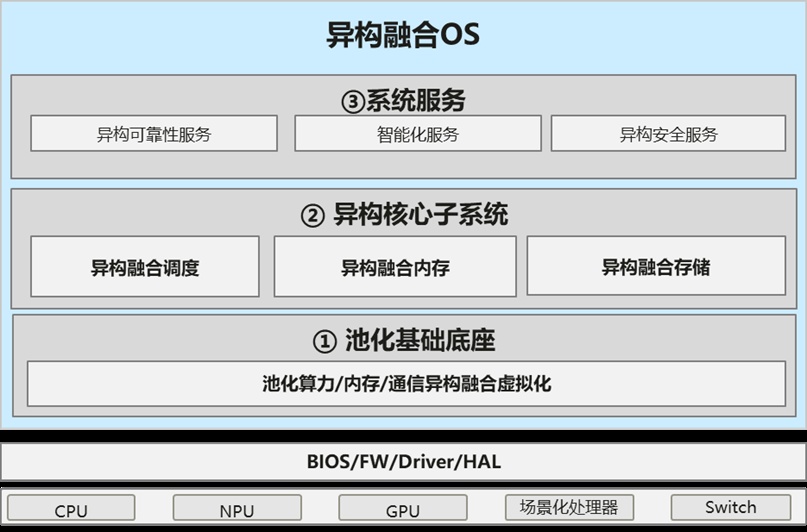 异构融合OS
③系统服务
异构可靠性服务
智能化服务
异构安全服务
② 异构核心子系统
异构融合调度
异构融合内存
异构融合存储
① 池化基础底座
池化算力/内存/通信异构融合虚拟化
BIOS/FW/Driver/HAL
CPU
NPU
GPU
场景化处理器
Switch